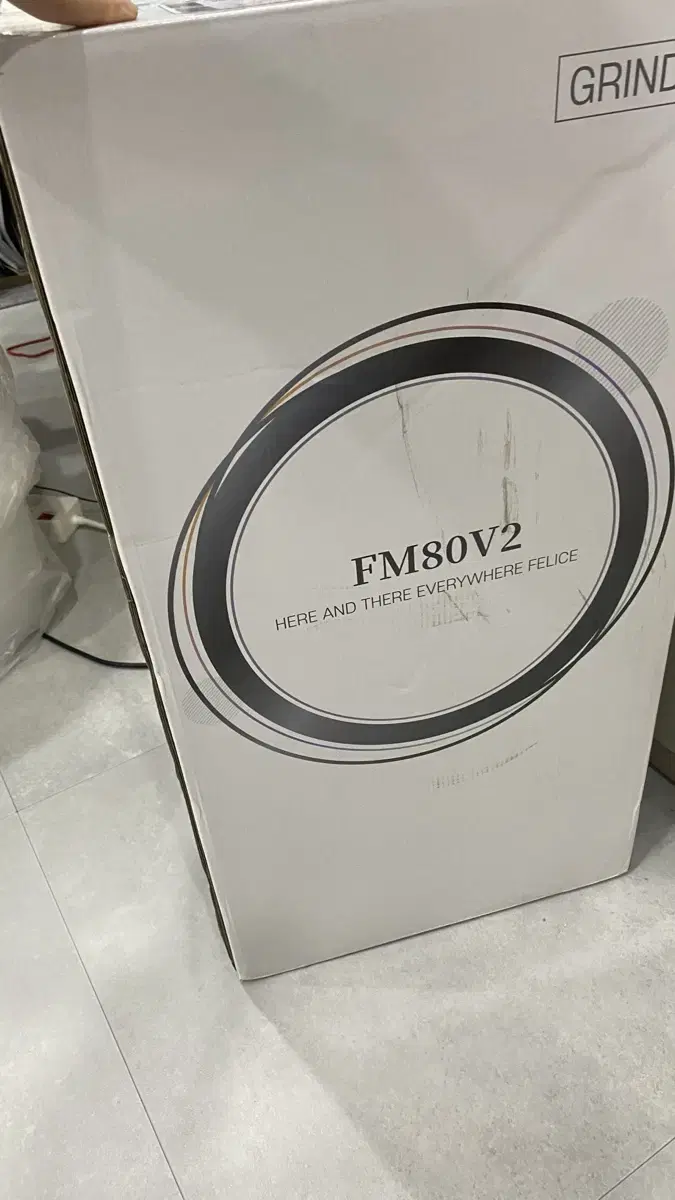 GRIND
FM80V2
HERE AND THERE EVERYWHERE FELICE